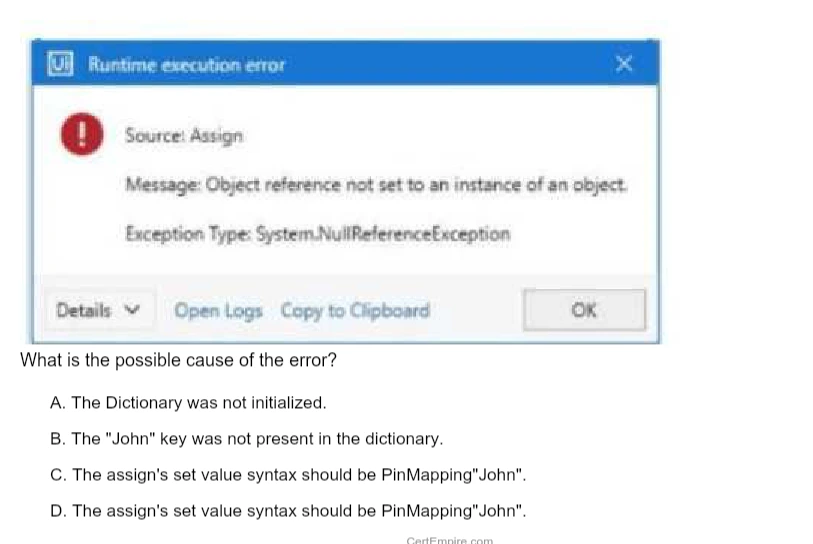 Ui Runtime execution error
Source: Assign
Message: Object reference not set to an instance of an object.
Exception Type: System.NullReferenceException
Details Open Logs Copy to Clipboard OK
What is the possible cause of the error?
A. The Dictionary was not initialized.
B. The "John" key was not present in the dictionary.
C. The assign's set value syntax should be PinMapping"John".
D. The assign's set value syntax should be PinMapping"John".
CertEmpire.com